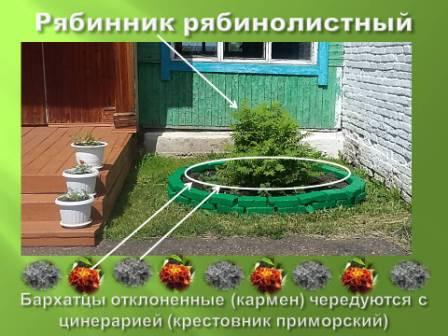 Рябинник рябинолистный
Бархатцы отклоненные (кармен) чередуются с
цинерарией (крестовник приморский)